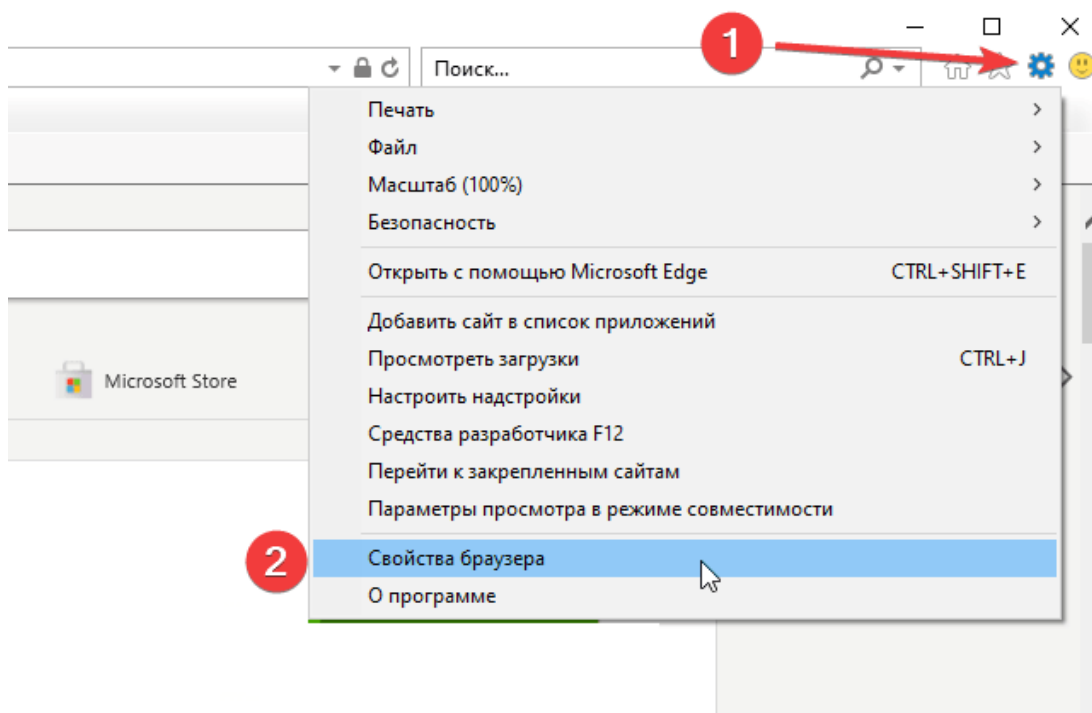 1
Поиск...
Печать
Файл
Масштаб (100%)
Безопасность
Открыть с помощью Microsoft Edge CTRL+SHIFT+E
Добавить сайт в список приложений
Microsoft Store
Просмотреть загрузки CTRL+J
Настроить надстройки
Средства разработчика F12
Перейти к закрепленным сайтам
Параметры просмотра в режиме совместимости
2
Свойства браузера
О программе